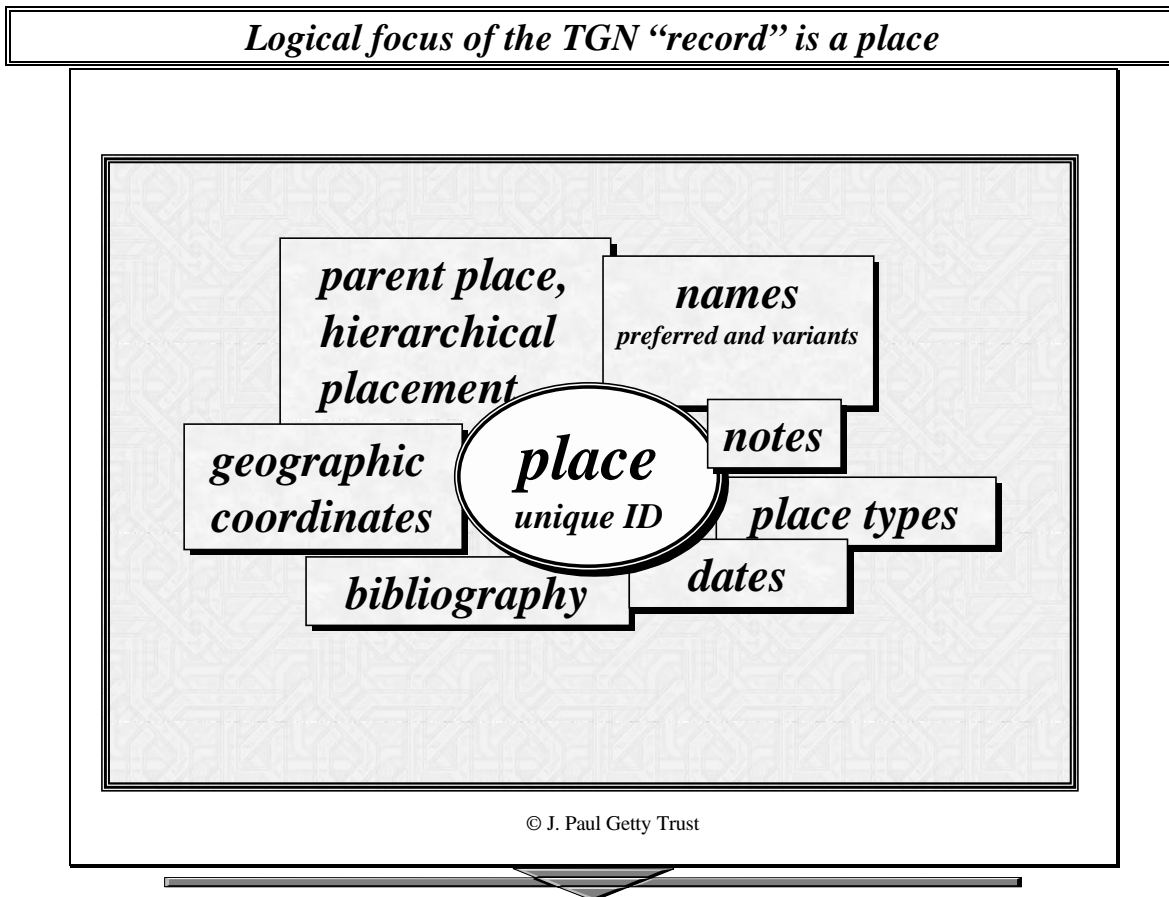 Logical focus of the TGN “record” is a place
parent place,
hierarchical
placement
names
preferred and variants
notes
geographic
coordinates
place
unique ID
place types
dates
bibliography
© J. Paul Getty Trust